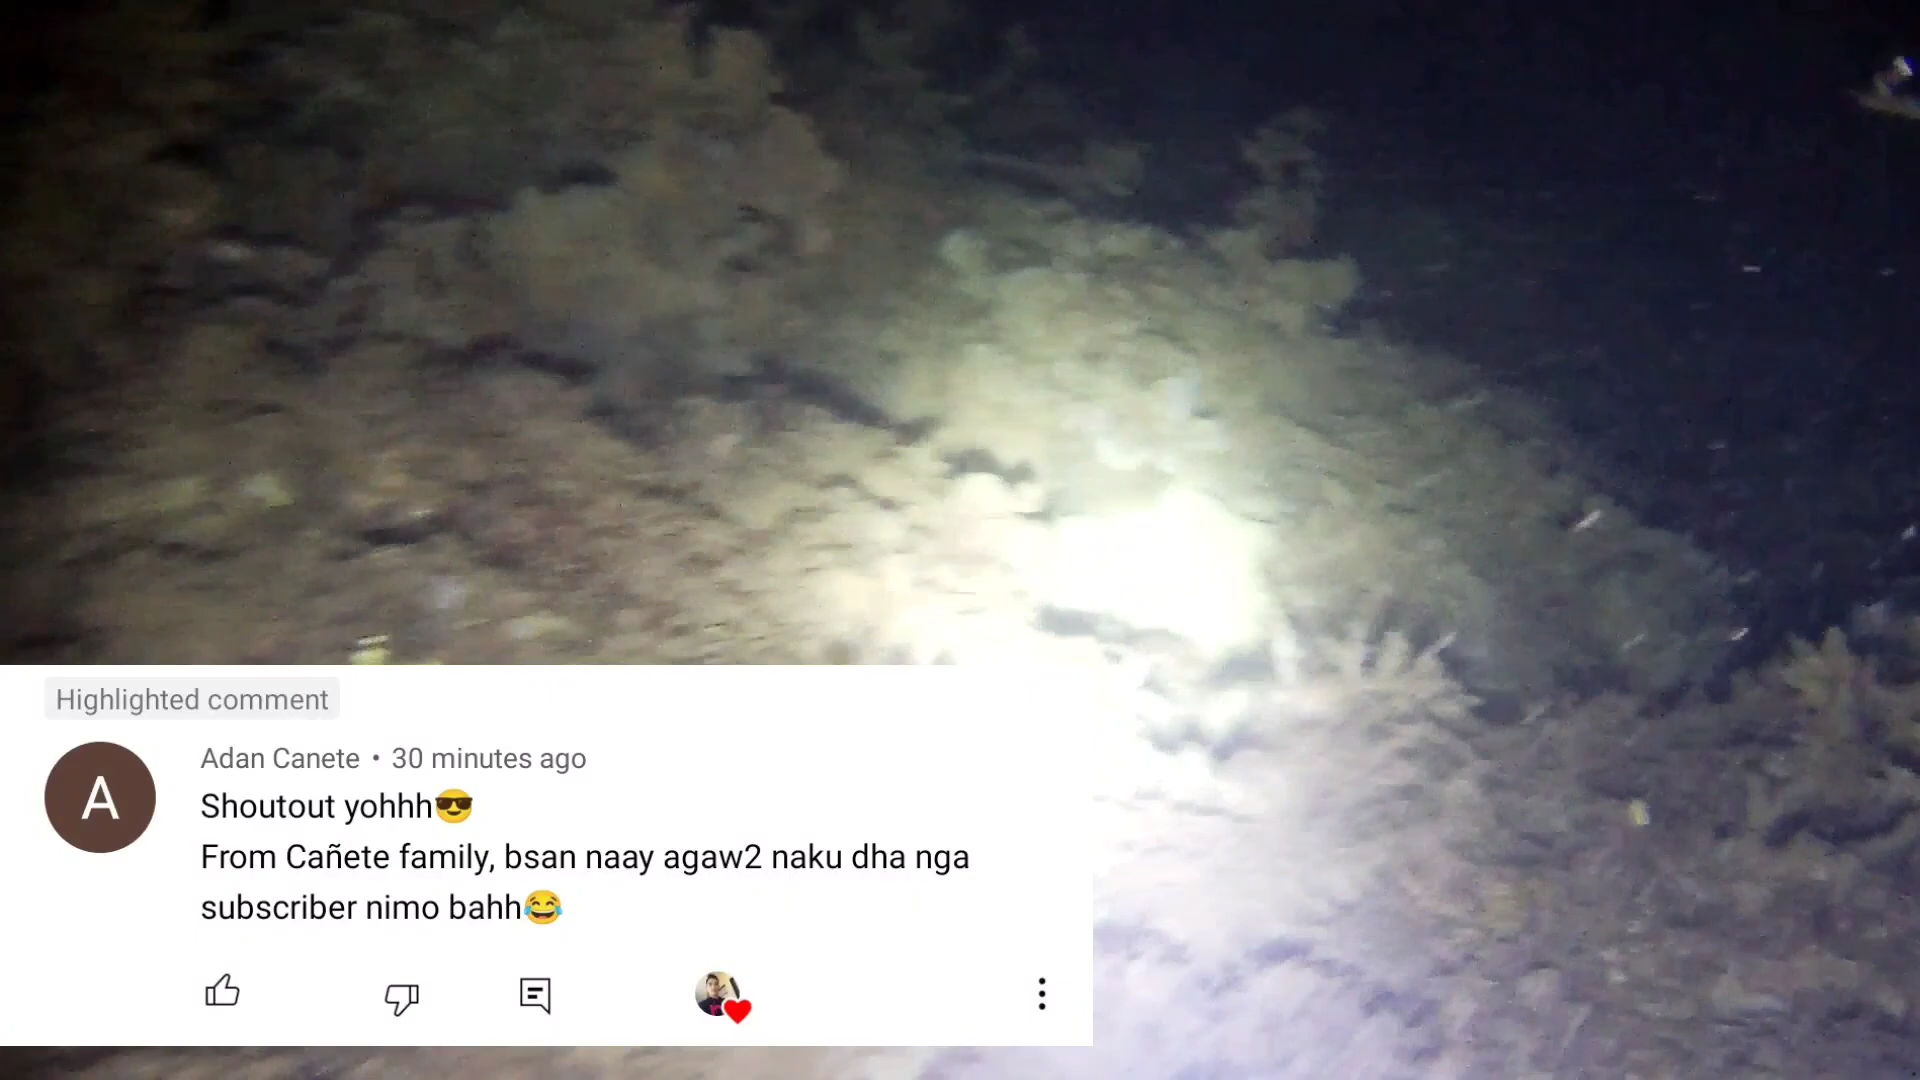 Highlighted comment
A
Adan Canete • 30 minutes ago
Shoutout yohhh😎
From Cañete family, bsan naay agaw2 naku dha nga
subscriber nimo bahh😂